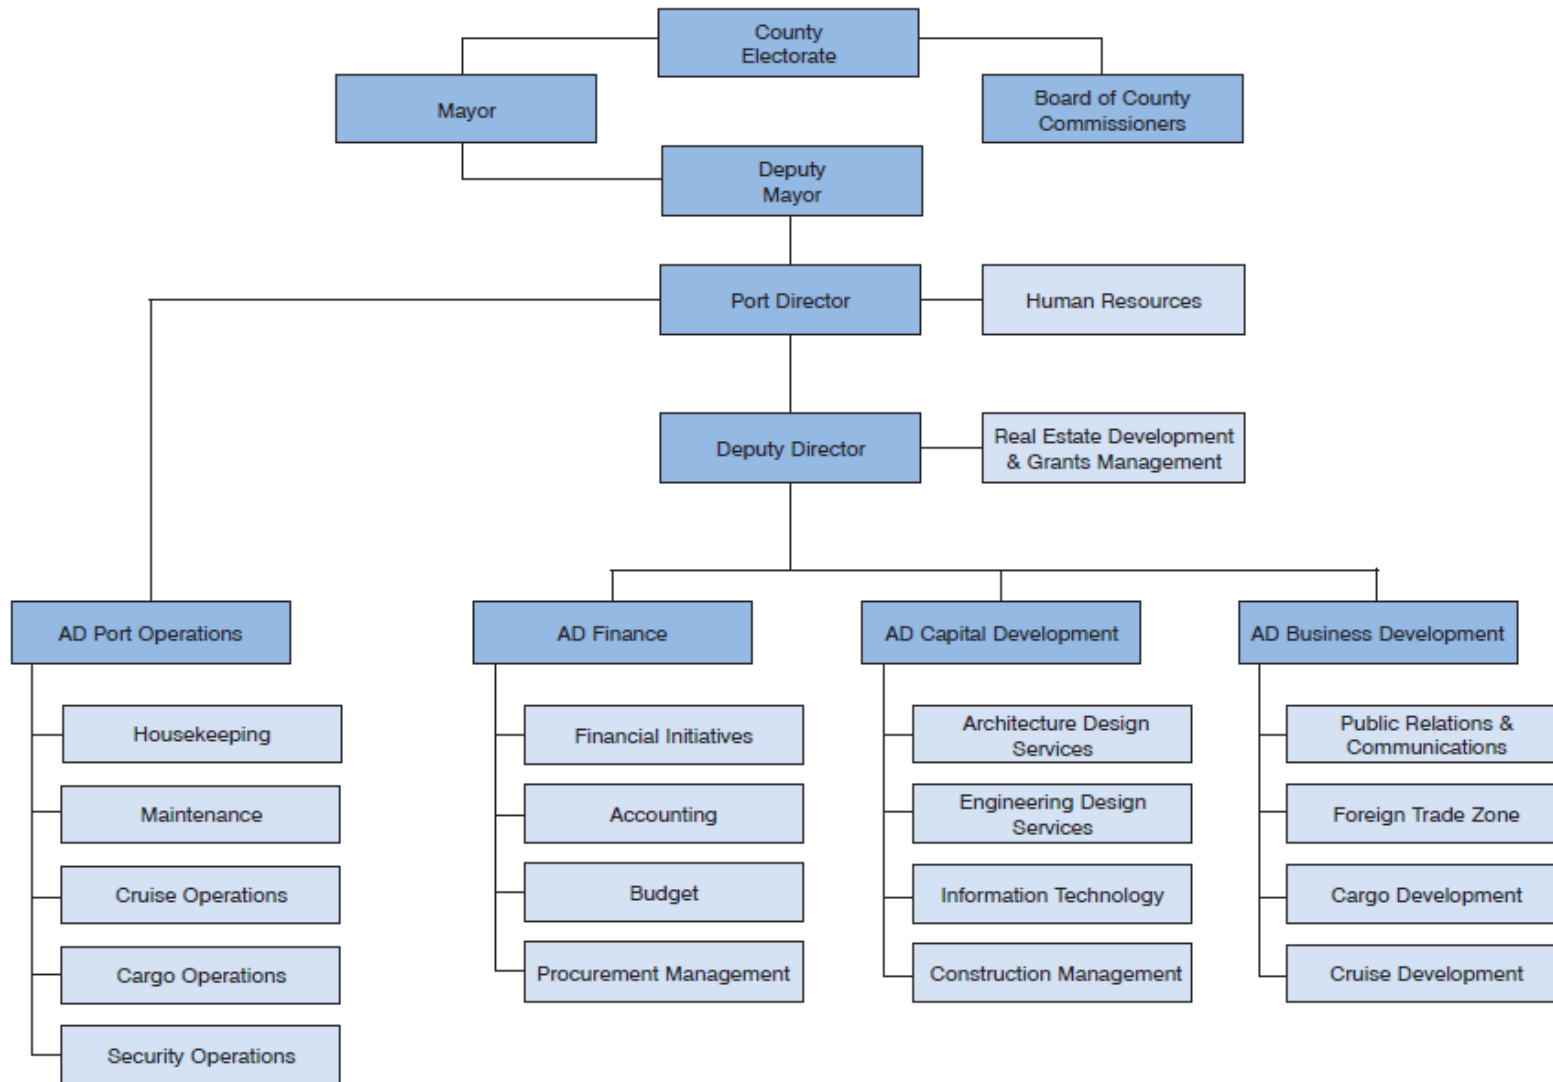 County
Electorate
Mayor
Board of County
Commissioners
Deputy
Mayor
Port Director
Human Resources
Deputy Director
Real Estate Development
& Grants Management
AD Port Operations
AD Finance
AD Capital Development
AD Business Development
Housekeeping
Maintenance
Cruise Operations
Cargo Operations
Security Operations
Financial Initiatives
Accounting
Budget
Procurement Management
Architecture Design
Services
Engineering Design
Services
Information Technology
Construction Management
Public Relations &
Communications
Foreign Trade Zone
Cargo Development
Cruise Development